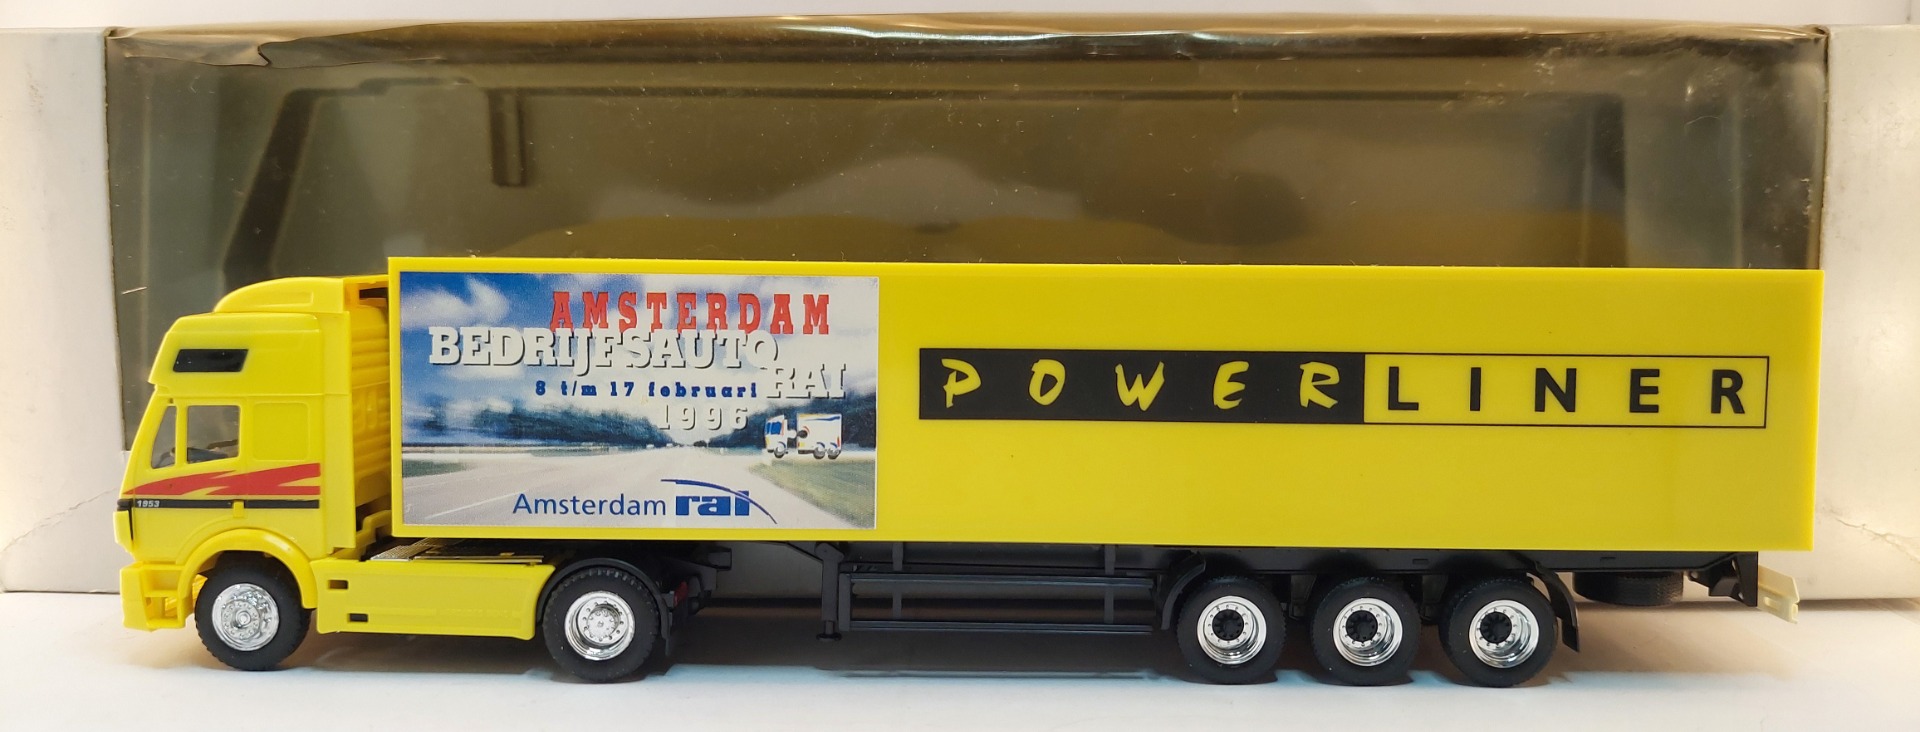 AMSTERDAM
BEDRIJFSAUTO
RAI
8 t/m 17 februari
1996
Amsterdam rai
POWERLINER
1953